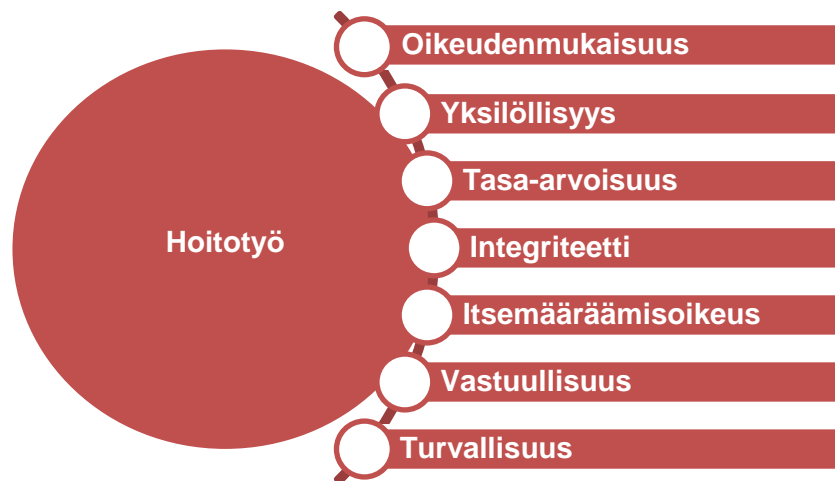 Hoitotyö
Oikeudenmukaisuus
Yksilöllisyys
Tasa-arvoisuus
Integriteetti
Itsemääräämisoikeus
Vastuullisuus
Turvallisuus